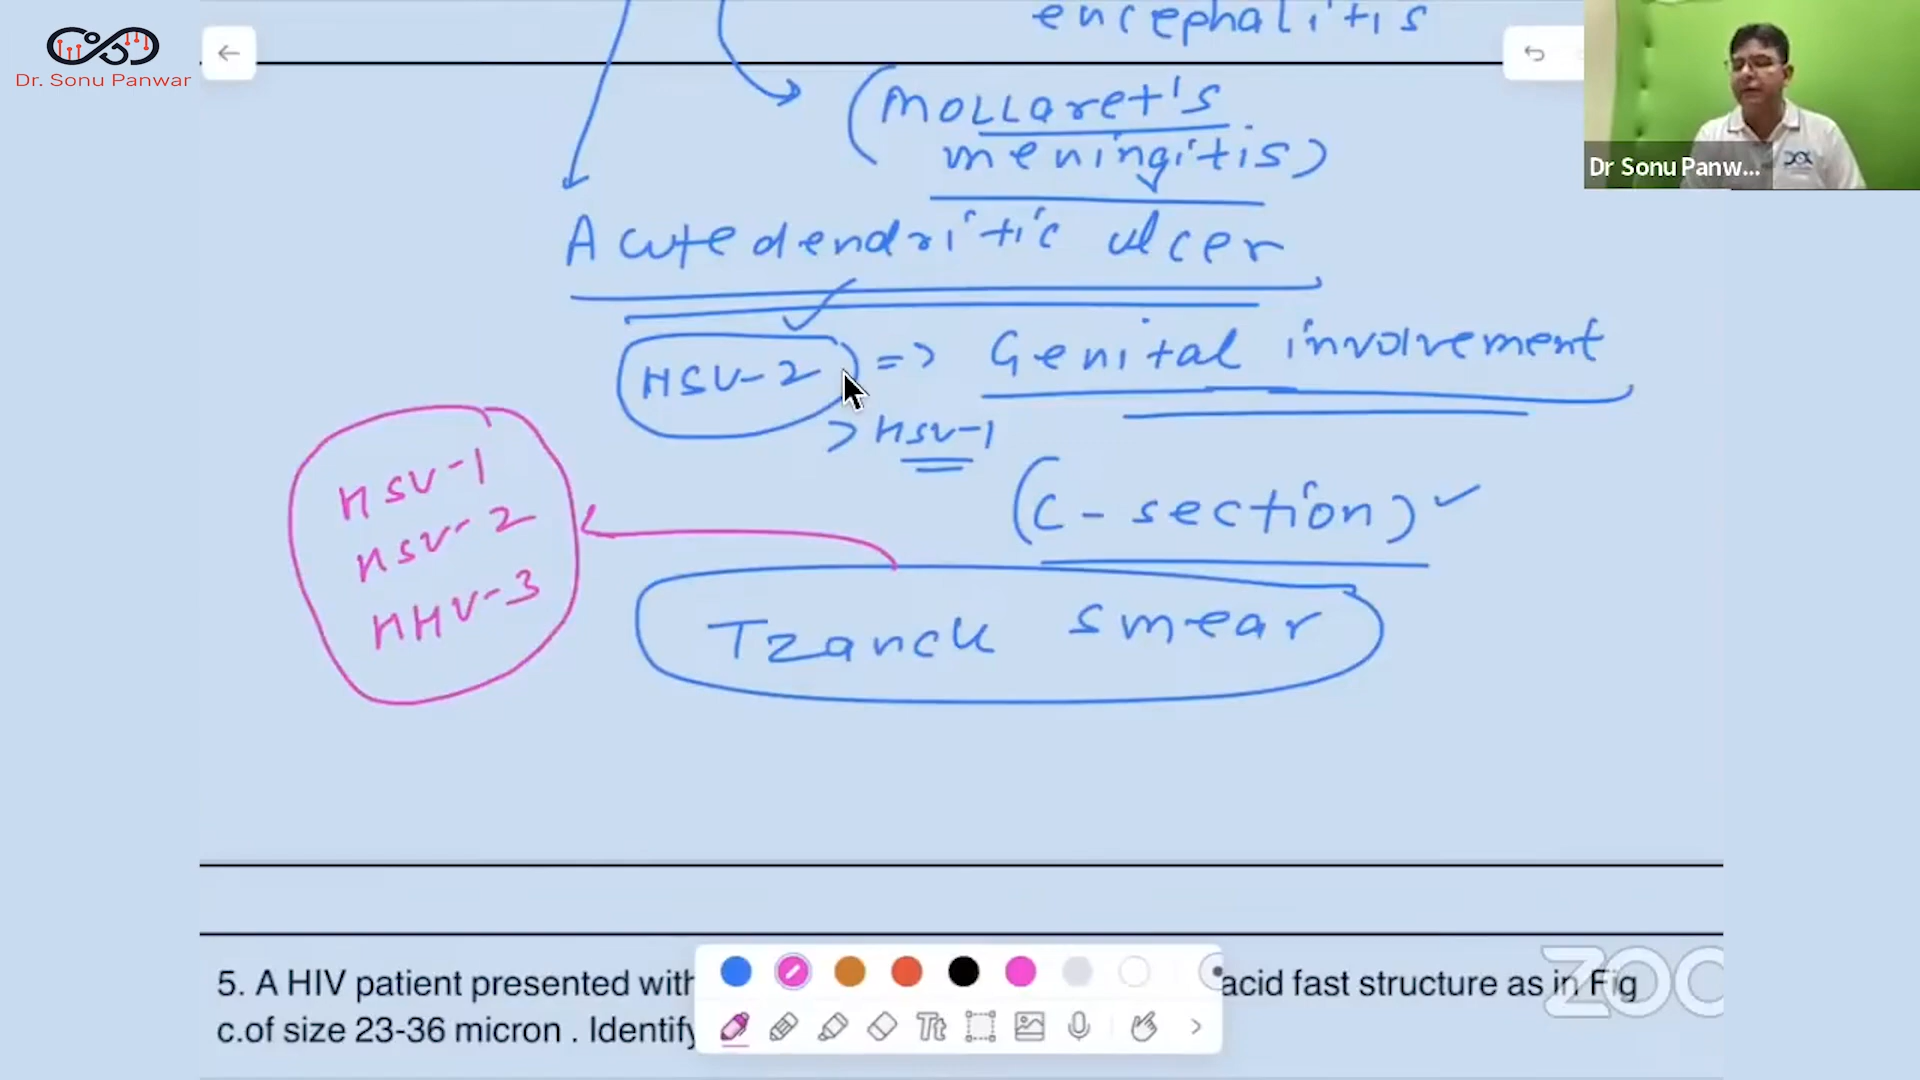 encephalitis
Dr. Sonu Panwar
(Mollaret's
meningitis)
Dr Sonu Panw...
Acute dendritic ulcer
HSV-2 => Genital involvement
> HSV-1
HSV-1
HSV-2
HHV-3
(C-section) ✓
Tzanck smear
5. A HIV patient presented with acid fast structure as in Fig
c.of size 23-36 micron . Identify
Tt
ZOO